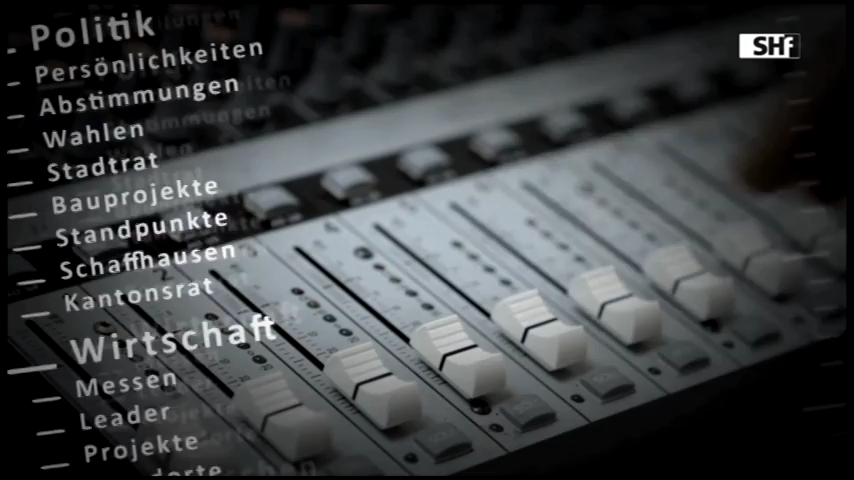 Politik
SHf
Persönlichkeiten
Abstimmungen
Wahlen
Stadtrat
Bauprojekte
Standpunkte
Schaffhausen
Kantonsrat
Wirtschaft
Messen
Leader
Projekte